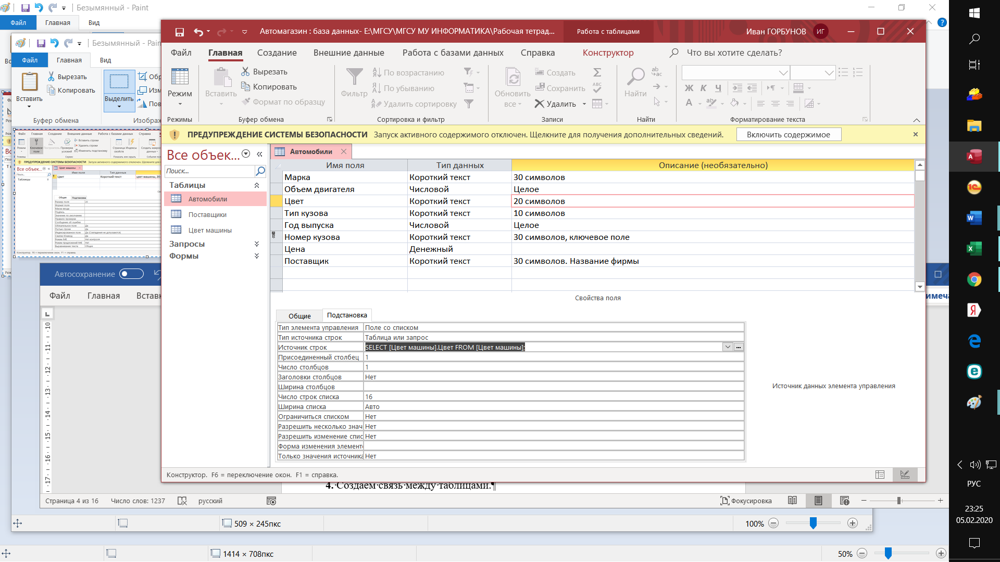 Безымянный - Paint
Файл
Главная
Вид
Безымянный - Pain
Файл
Главная
Вид
Вставить
Вырезать
Копировать
Выделить
Буфер обмена
Автомагазин : база данных- E:\МГСУ\МГСУ МУ ИНФОРМАТИКА\Рабочая тетрад...
Работа с таблицами
Иван ГОРБУНОВ
ИГ
Файл
Главная
Создание
Внешние данные
Работа с базами данных
Справка
Конструктор
Что вы хотите сделать?
Режим
Вставить
Вырезать
Копировать
Формат по образцу
Фильтр
По возрастанию
По убыванию
Удалить сортировку
Обновить все
Создать
Сохранить
Удалить
Найти
Ж К Ч
Режимы
Буфер обмена
Сортировка и фильтр
Записи
Найти
Форматирование текста
ПРЕДУПРЕЖДЕНИЕ СИСТЕМЫ БЕЗОПАСНОСТИ Запуск активного содержимого отключен. Щелкните для получения дополнительных сведений.
Включить содержимое
Все объек...
Поиск...
Таблицы
Автомобили
Поставщики
Цвет машины
Запросы
Формы
Автомобили
Имя поля Тип данных Описание (необязательно)
Марка Короткий текст 30 символов
Объем двигателя Числовой Целое
Цвет Короткий текст 20 символов
Тип кузова Короткий текст 10 символов
Год выпуска Числовой Целое
Номер кузова Короткий текст 30 символов, ключевое поле
Цена Денежный
Поставщик Короткий текст 30 символов. Название фирмы
Свойства поля
Общие
Подстановка
Тип элемента управления Поле со списком
Тип источника строк Таблица или запрос
Источник строк SELECT [Цвет машины].Цвет FROM [Цвет машины];
Присоединенный столбец 1
Число столбцов 1
Заголовки столбцов Нет
Ширина столбцов
Число строк списка 16
Ширина списка Авто
Ограничиться списком Нет
Разрешить несколько знач Нет
Разрешить изменение спис Нет
Форма изменения элемент
Только значения источника Нет
Источник данных элемента управления
Конструктор. F6 = переключение окон. F1 = справка.
Автосохранение
Файл
Главная
Встав
имеча
4. Создаем связь между таблицами.¶
Страница 4 из 16
Число слов: 1237
русский
Фокусировка
509 × 245пкс
100%
1414 × 708пкс
50%
РУС
23:25
05.02.2020